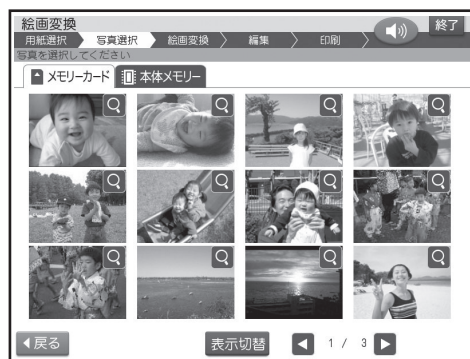 絵画変換
終了
用紙選択 写真選択 絵画変換 編集 印刷
写真を選択してください
メモリーカード 本体メモリー
戻る 表示切替 1 / 3